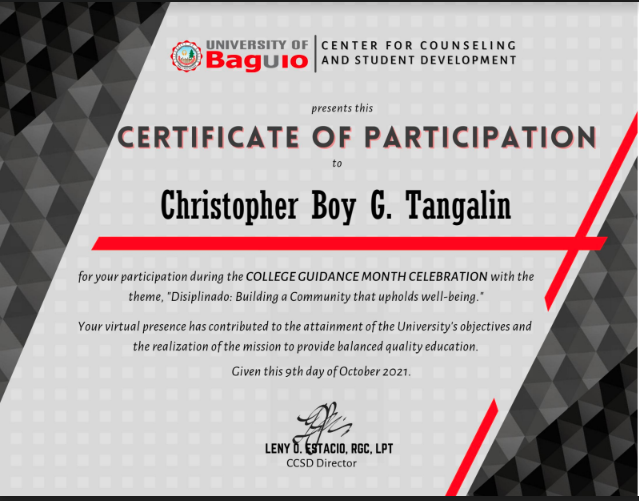 UNIVERSITY OF
Baguio
CENTER FOR COUNSELING
AND STUDENT DEVELOPMENT
presents this
CERTIFICATE OF PARTICIPATION
to
Christopher Boy G. Tangalin
for your participation during the COLLEGE GUIDANCE MONTH CELEBRATION with the
theme, "Disiplinado: Building a Community that upholds well-being."
Your virtual presence has contributed to the attainment of the University's objectives and
the realization of the mission to provide balanced quality education.
Given this 9th day of October 2021.
LENY O. ESTACIO, RGC, LPT
CCSD Director